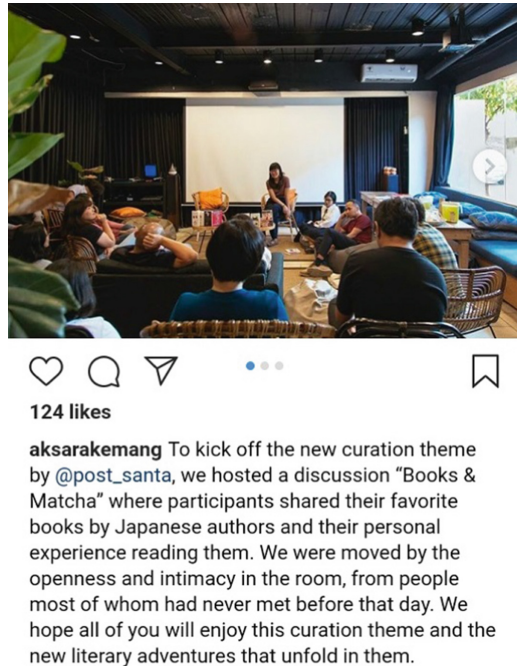 124 likes
aksarakemang To kick off the new curation theme
by @post_santa, we hosted a discussion “Books &
Matcha” where participants shared their favorite
books by Japanese authors and their personal
experience reading them. We were moved by the
openness and intimacy in the room, from people
most of whom had never met before that day. We
hope all of you will enjoy this curation theme and the
new literary adventures that unfold in them.